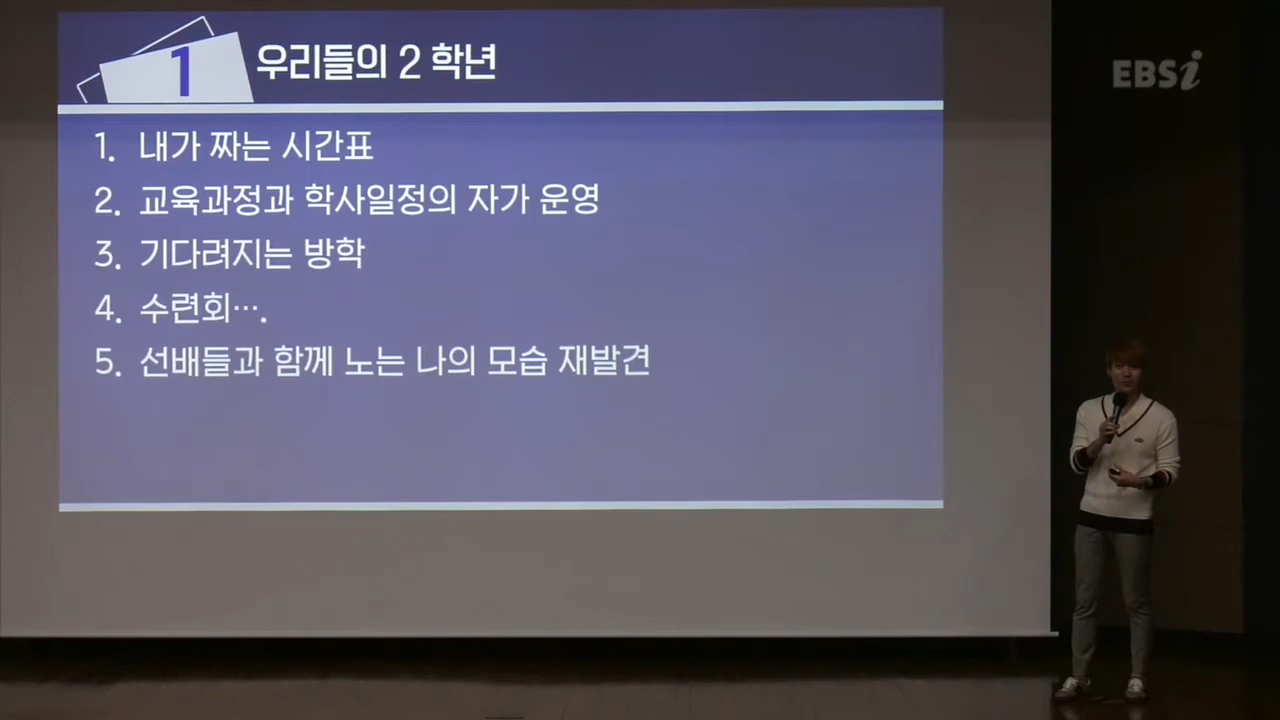 1
우리들의 2 학년
EBSi
1. 내가 짜는 시간표
2. 교육과정과 학사일정의 자가 운영
3. 기다려지는 방학
4. 수련회….
5. 선배들과 함께 노는 나의 모습 재발견